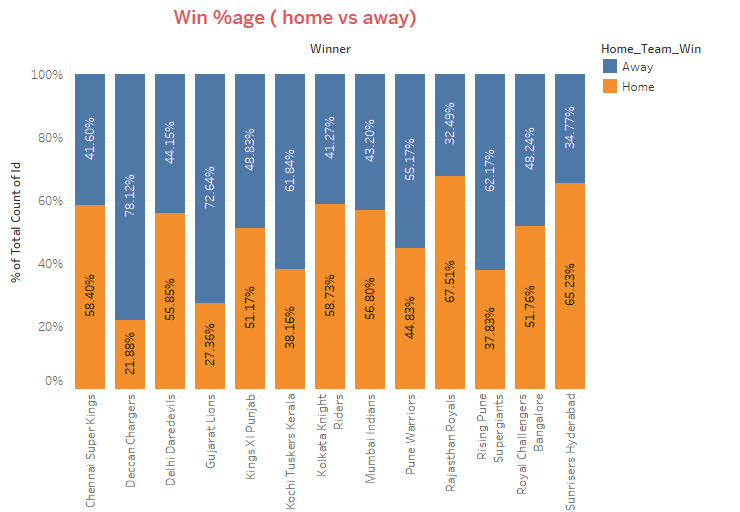 Win %age ( home vs away)
Winner
Home_Team_Win
Away
Home
% of Total Count of Id
100%
80%
60%
40%
20%
0%
41.60%
78.12%
44.15%
72.64%
48.83%
61.84%
41.27%
43.20%
55.17%
32.49%
62.17%
48.24%
34.77%
58.40%
21.88%
55.85%
27.36%
51.17%
38.16%
58.73%
56.80%
44.83%
67.51%
37.83%
51.76%
65.23%
Chennai Super Kings
Deccan Chargers
Delhi Daredevils
Gujarat Lions
Kings XI Punjab
Kochi Tuskers Kerala
Kolkata Knight
Riders
Mumbai Indians
Pune Warriors
Rajasthan Royals
Rising Pune
Supergiants
Royal Challengers
Bangalore
Sunrisers Hyderabad